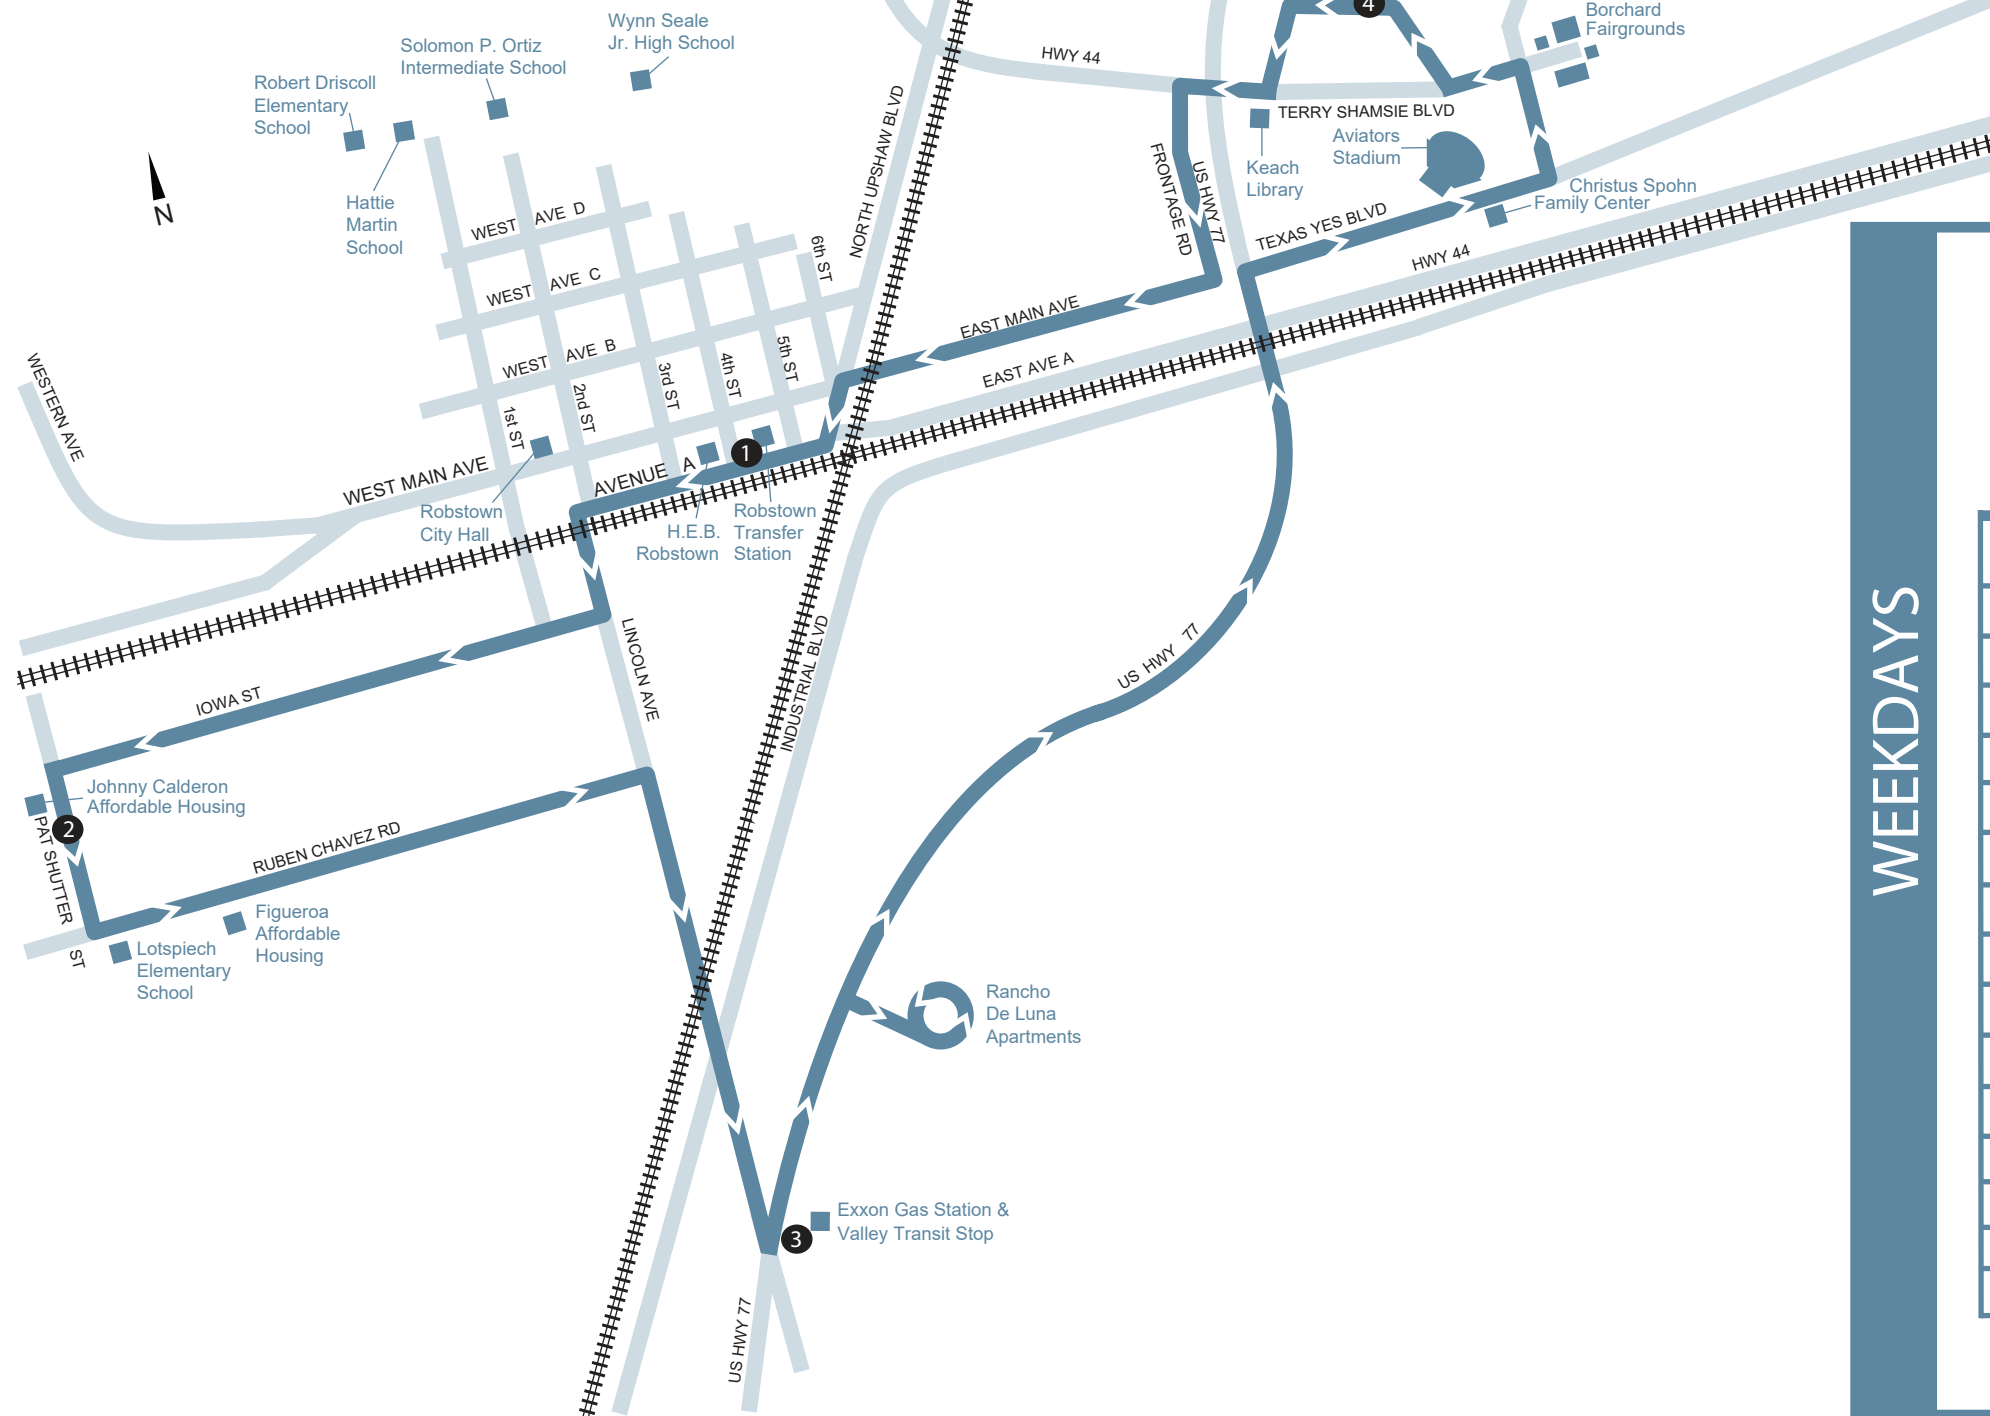 4
Borchard
Fairgrounds
Wynn Seale
Jr. High School
Solomon P. Ortiz
Intermediate School
Robert Driscoll
Elementary
School
HWY 44
NORTH UPSHAW BLVD
TERRY SHAMSIE BLVD
Aviators
Stadium
Keach
Library
FRONTAGE RD
US HWY 77
Christus Spohn
Family Center
TEXAS YES BLVD
HWY 44
N
Hattie
Martin
School
WEST AVE D
WEST AVE C
WEST AVE B
6th ST
5th ST
4th ST
3rd ST
2nd ST
1st ST
EAST MAIN AVE
EAST AVE A
WESTERN AVE
WEST MAIN AVE
AVENUE A
1
Robstown
City Hall
H.E.B.
Robstown
Robstown
Transfer
Station
LINCOLN AVE
INDUSTRIAL BLVD
US HWY 77
IOWA ST
Johnny Calderon
Affordable Housing
2
PAT SHUTTER ST
RUBEN CHAVEZ RD
Figueroa
Affordable
Housing
Lotspiech
Elementary
School
Rancho
De Luna
Apartments
Exxon Gas Station &
Valley Transit Stop
3
US HWY 77
WEEKDAYS